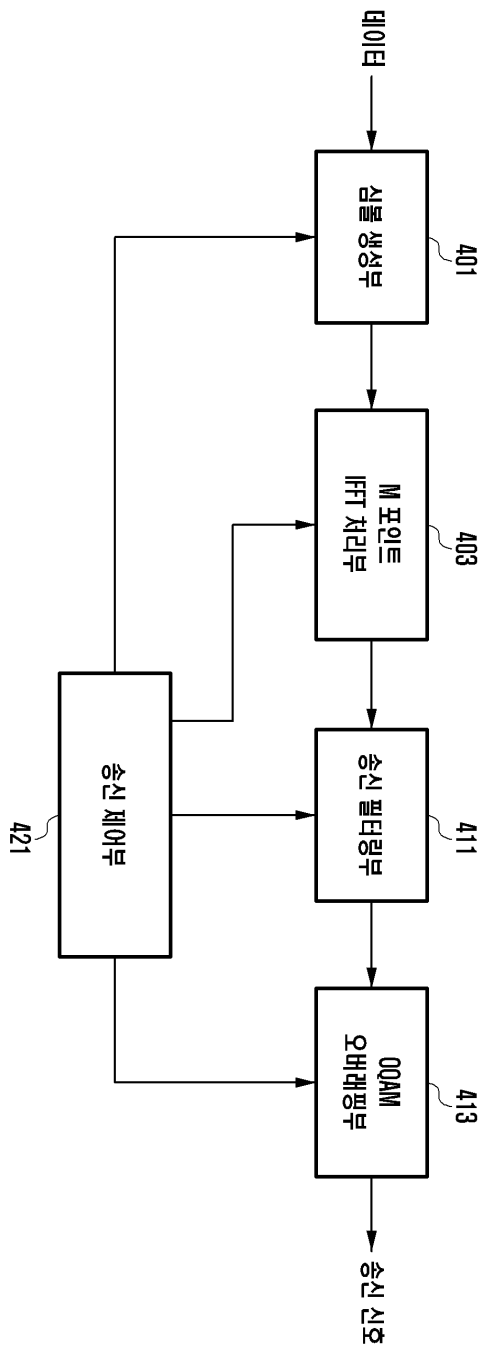 데이터
심볼 생성부
401
M 포인트
IFFT 처리부
403
송신 필터링부
411
OQAM
오버래핑부
413
송신 신호
송신 제어부
421